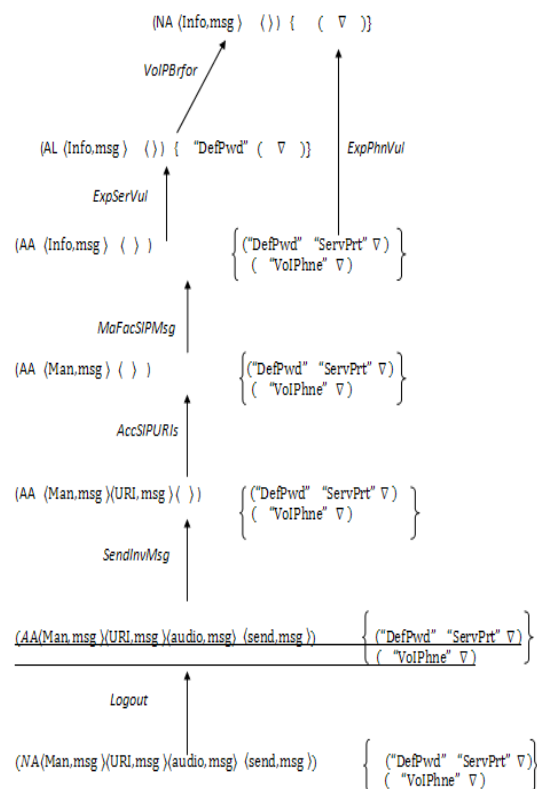 (NA ⟨Info,msg⟩ ⟨⟩) { ( ∇ )}
VoIPBrfor
(AL ⟨Info,msg⟩ ⟨⟩) { “DefPwd” ( ∇ )} ExpPhnVul
ExpSerVul
(AA ⟨Info,msg⟩ ⟨ ⟩ ) {(“DefPwd” “ServPrt” ∇ )
( “VoIPhne” ∇ )}
MaFacSIPMsg
(AA ⟨Man,msg⟩ ⟨ ⟩ ) {(“DefPwd” “ServPrt” ∇ )
( “VoIPhne” ∇ )}
AccSIPURIs
(AA ⟨Man,msg⟩⟨URI,msg⟩⟨ ⟩) {(“DefPwd” “ServPrt” ∇ )
( “VoIPhne” ∇ )}
SendInvMsg
(AA⟨Man,msg⟩⟨URI,msg⟩⟨audio,msg⟩ ⟨send,msg⟩) {(“DefPwd” “ServPrt” ∇ )
( “VoIPhne” ∇ )}
Logout
(NA⟨Man,msg⟩⟨URI,msg⟩⟨audio,msg⟩ ⟨send,msg⟩) {(“DefPwd” “ServPrt” ∇)
( “VoIPhne” ∇ )}